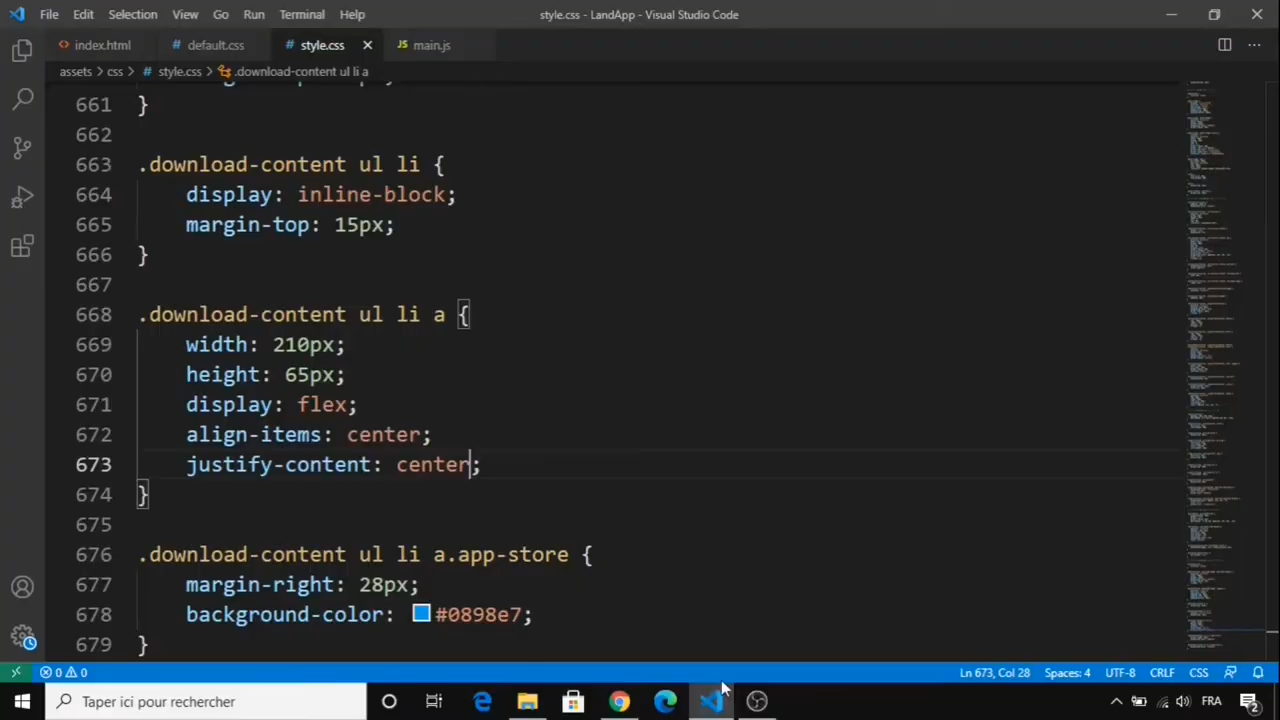 File Edit Selection View Go Run Terminal Help style.css - LandApp - Visual Studio Code
index.html default.css style.css JS main.js
assets > css > # style.css > .download-content ul li a
661 }
662
663 .download-content ul li {
664 display: inline-block;
665 margin-top: 15px;
666 }
667
668 .download-content ul li a {
669 width: 210px;
670 height: 65px;
671 display: flex;
672 align-items: center;
673 justify-content: center;
674 }
675
676 .download-content ul li a.app-store {
677 margin-right: 28px;
678 background-color: #0898e7;
679 }
0 0 Ln 673, Col 28 Spaces: 4 UTF-8 CRLF CSS
Taper ici pour rechercher FRA 2